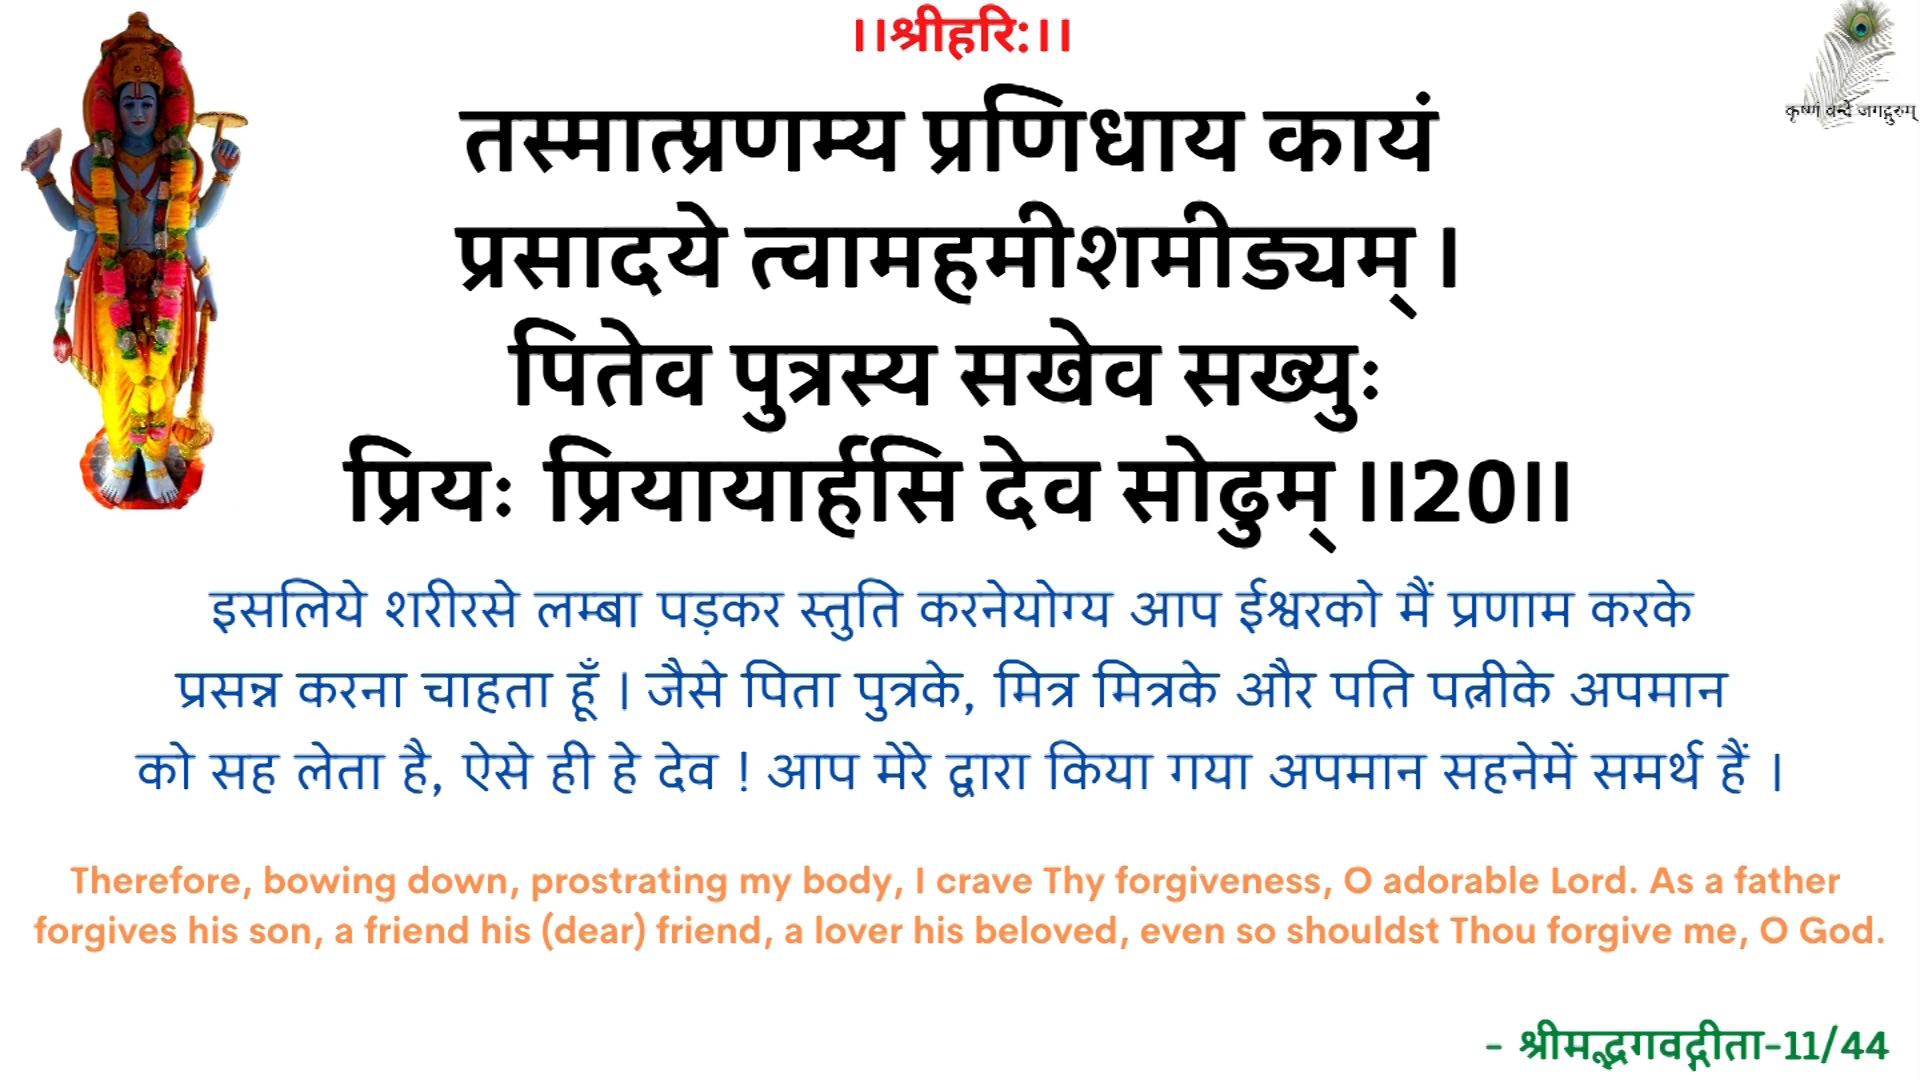 ।।श्रीहरि:।।
कृष्णं वन्दे जगद्गुरुम्
तस्मात्प्रणम्य प्रणिधाय कायं
प्रसादये त्वामहमीशमीड्यम् ।
पितेव पुत्रस्य सखेव सख्युः
प्रियः प्रियायार्हसि देव सोढुम् ।।20।।
इसलिये शरीरसे लम्बा पड़कर स्तुति करनेयोग्य आप ईश्वरको मैं प्रणाम करके
प्रसन्न करना चाहता हूँ । जैसे पिता पुत्रके, मित्र मित्रके और पति पत्नीके अपमान
को सह लेता है, ऐसे ही हे देव ! आप मेरे द्वारा किया गया अपमान सहनेमें समर्थ हैं ।
Therefore, bowing down, prostrating my body, I crave Thy forgiveness, O adorable Lord. As a father
forgives his son, a friend his (dear) friend, a lover his beloved, even so shouldst Thou forgive me, O God.
- श्रीमद्भगवद्गीता-11/44